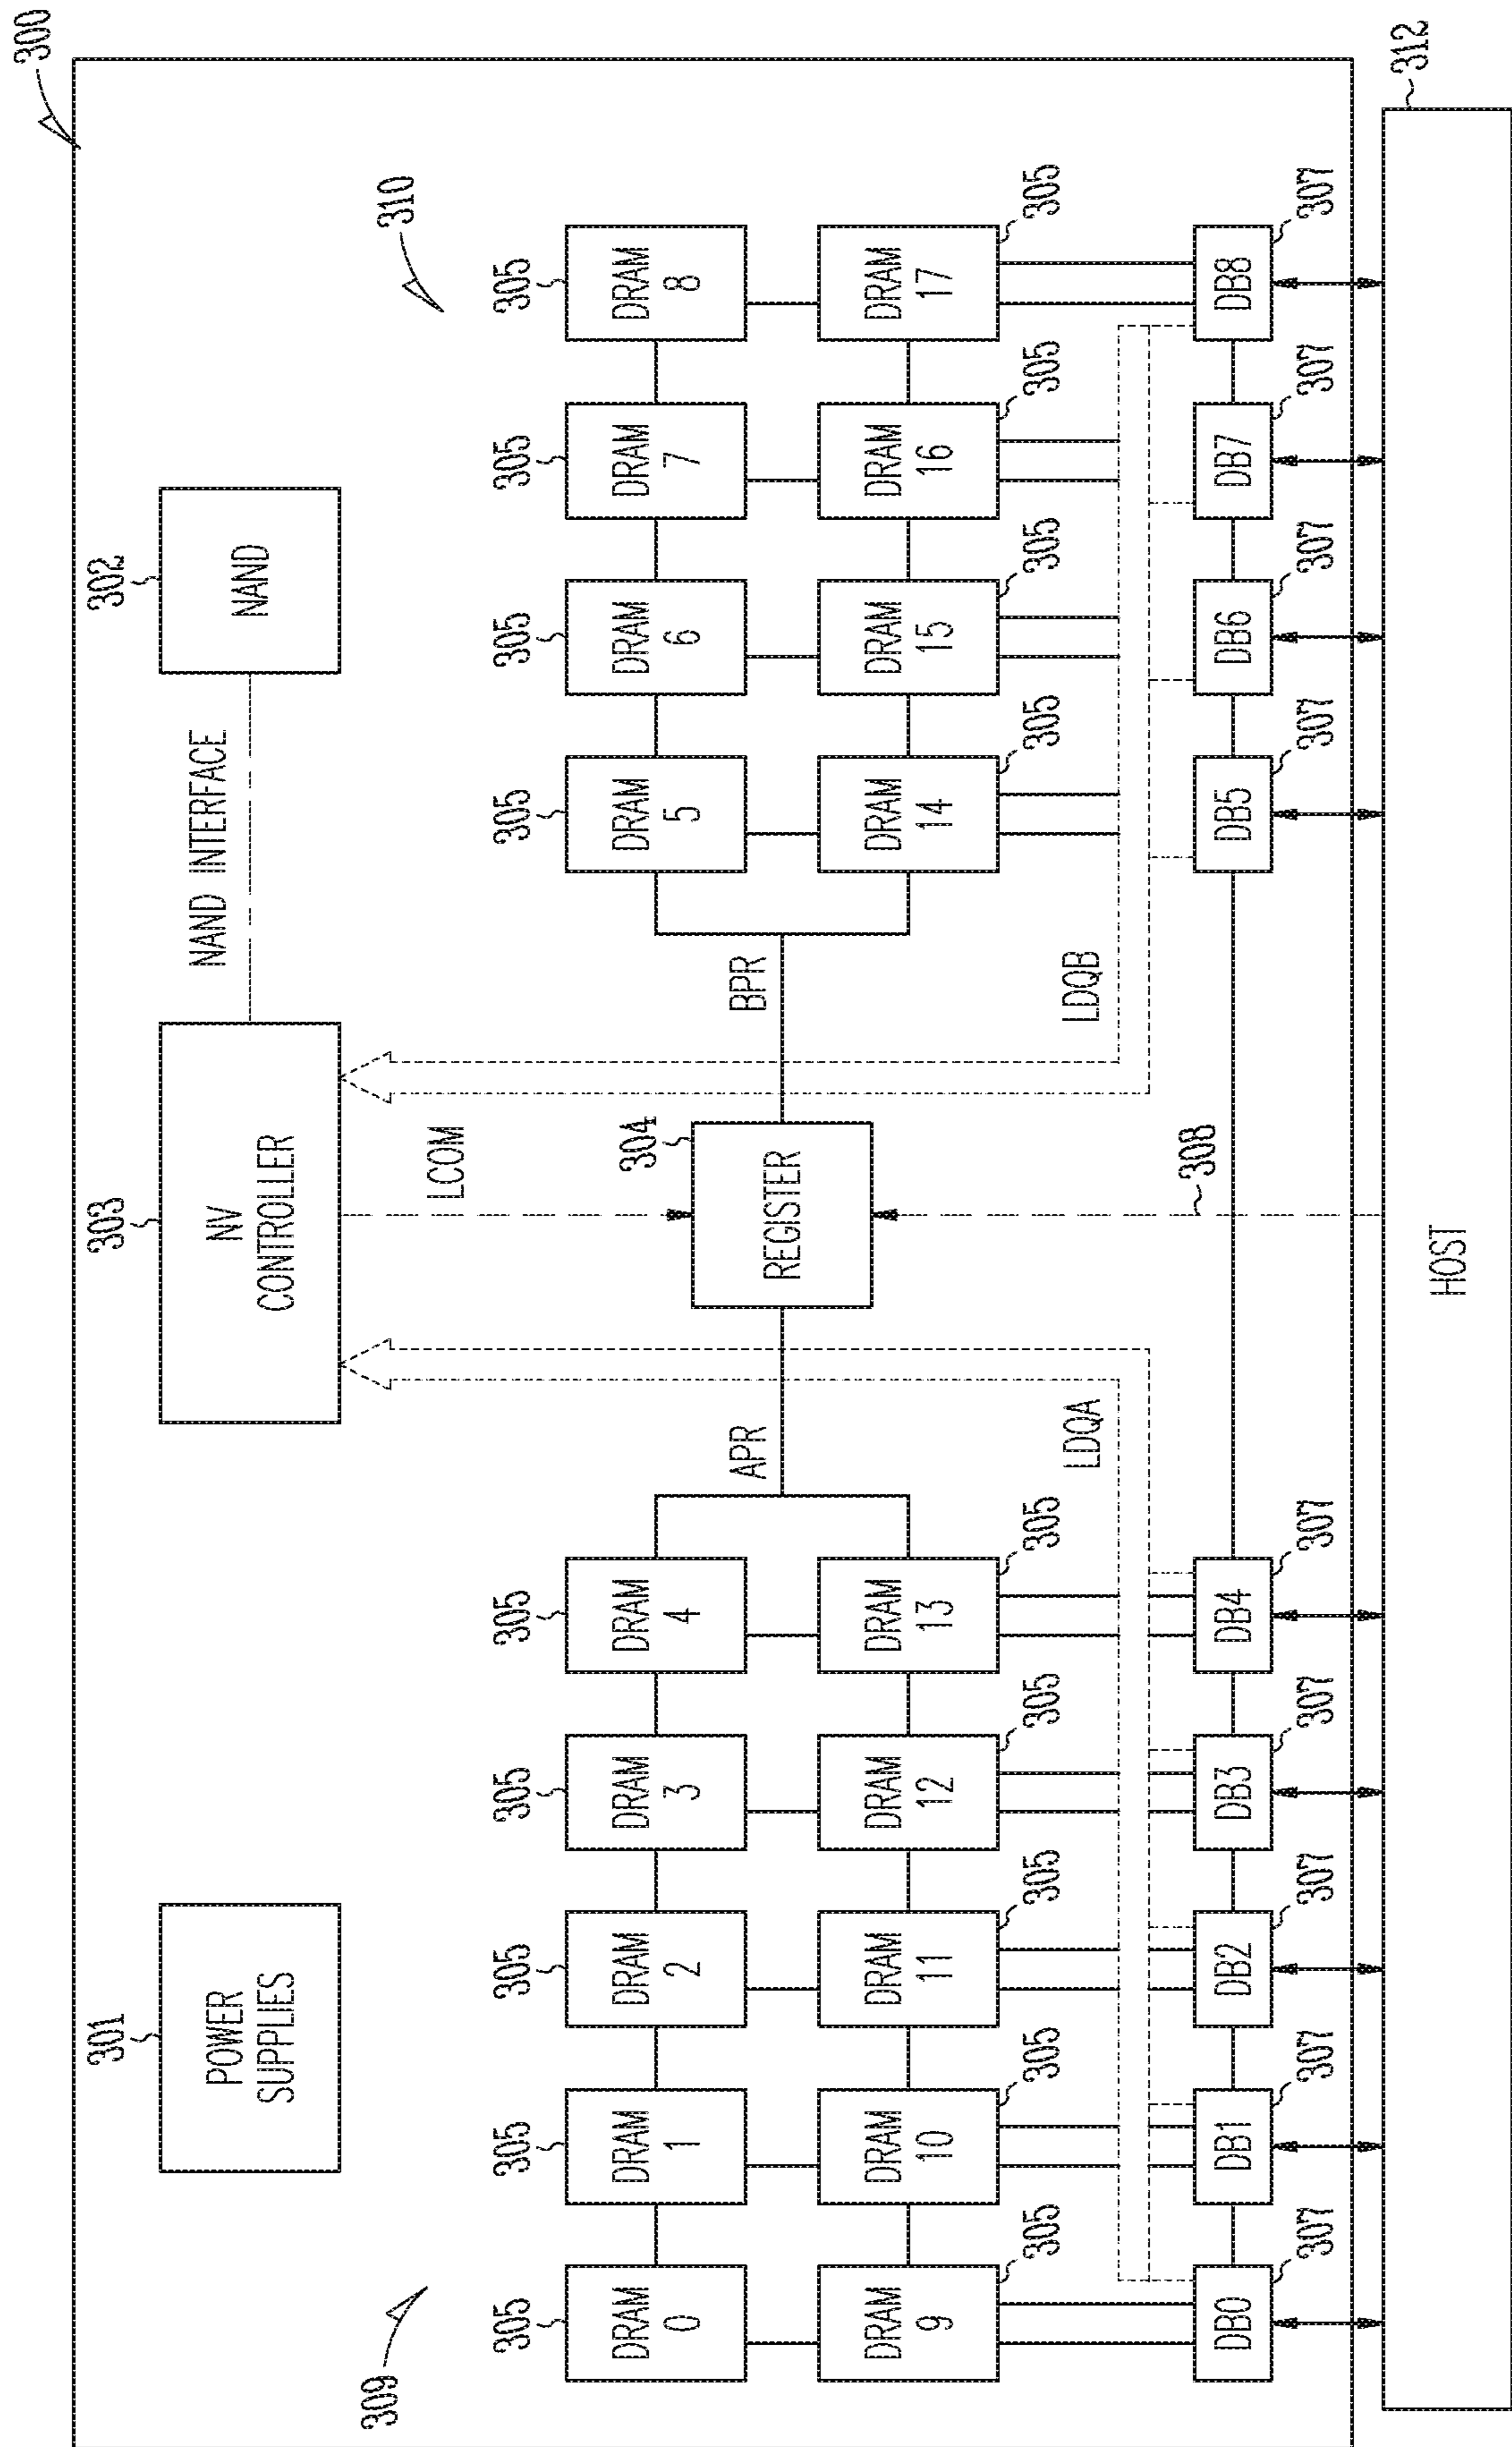 300
301
303
302
POWER
SUPPLIES
NV
CONTROLLER
NAND INTERFACE
NAND
309
310
LCOM
305
305
305
305
305
305
305
305
305
DRAM
0
DRAM
1
DRAM
2
DRAM
3
DRAM
4
DRAM
5
DRAM
6
DRAM
7
DRAM
8
304
APR
BPR
REGISTER
DRAM
9
DRAM
10
DRAM
11
DRAM
12
DRAM
13
DRAM
14
DRAM
15
DRAM
16
DRAM
17
305
305
305
305
305
305
305
305
305
LDQA
LDQB
308
DB0
DB1
DB2
DB3
DB4
DB5
DB6
DB7
DB8
307
307
307
307
307
307
307
307
307
312
HOST